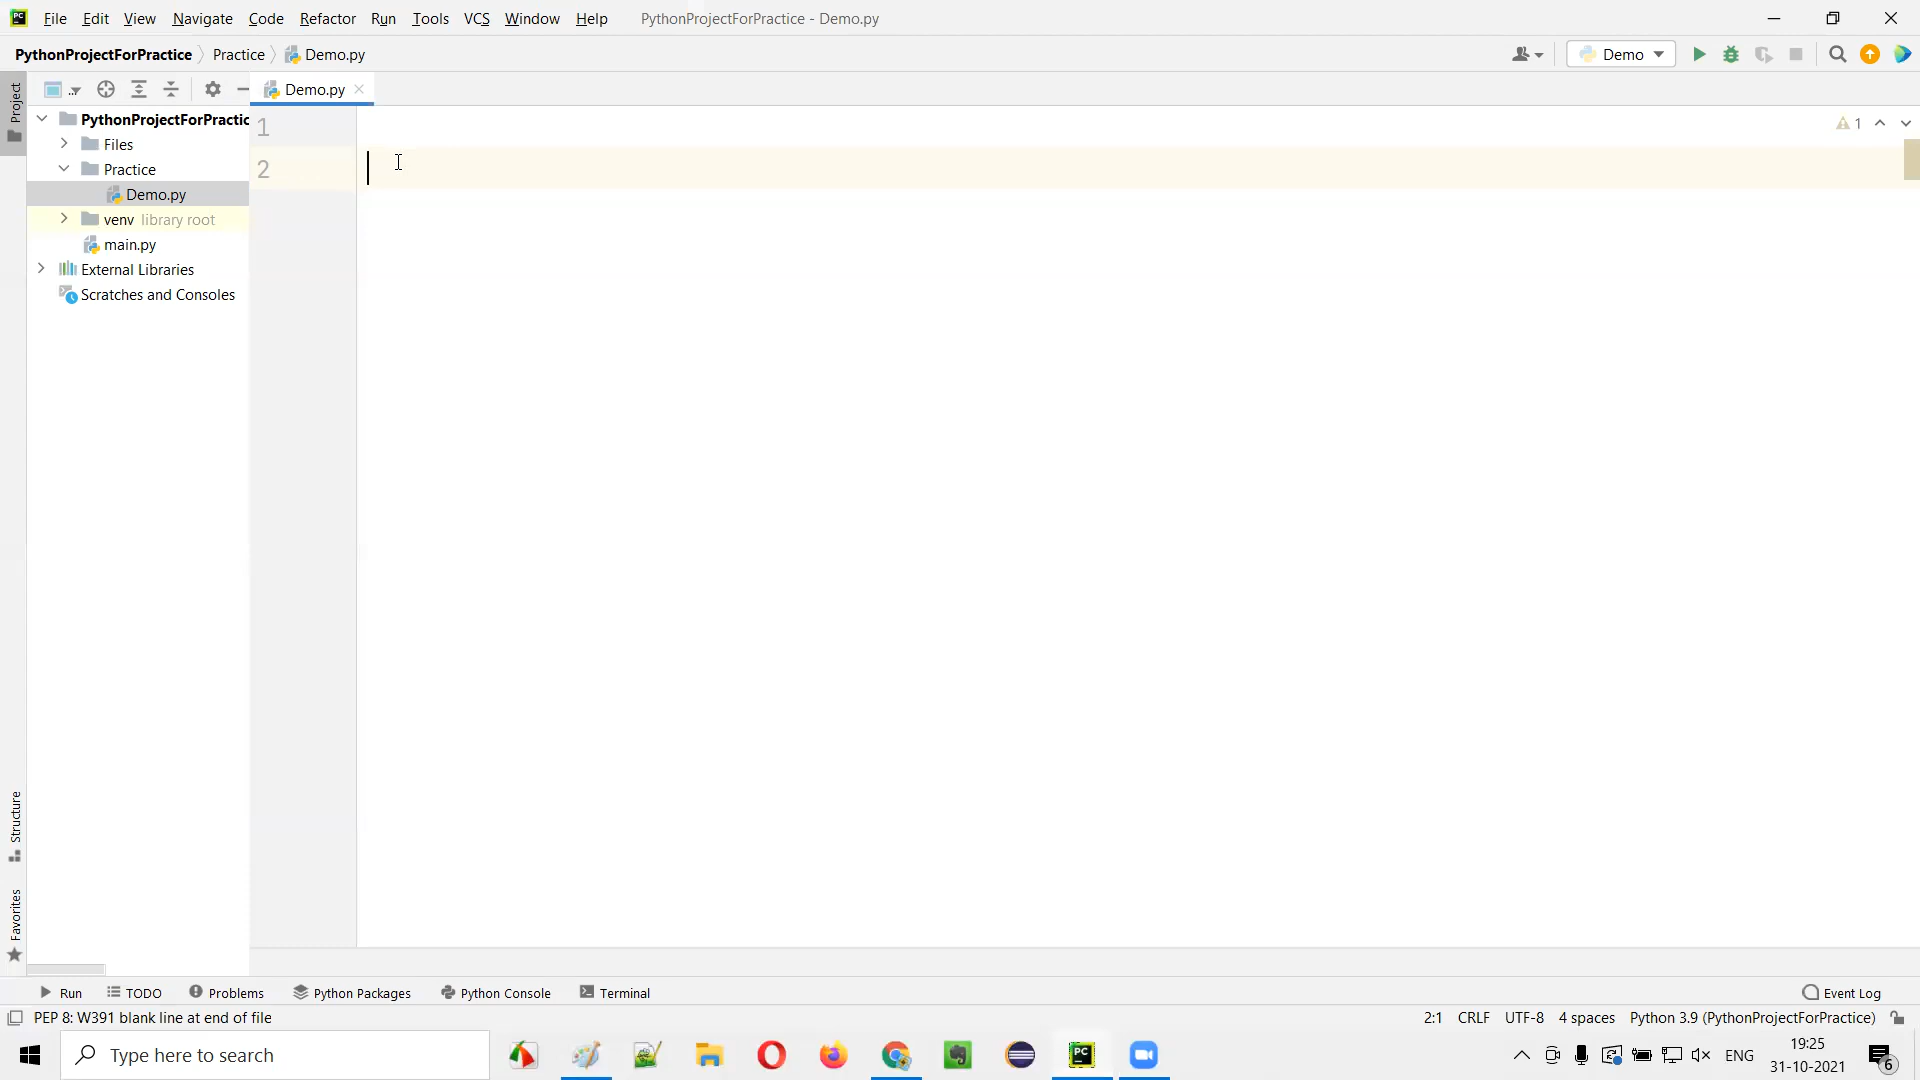 File Edit View Navigate Code Refactor Run Tools VCS Window Help PythonProjectForPractice - Demo.py
PythonProjectForPractice Practice Demo.py Demo
Project
Demo.py
PythonProjectForPractic
Files
Practice
Demo.py
venv library root
main.py
External Libraries
Scratches and Consoles
1
2
1
Structure
Favorites
Run TODO Problems Python Packages Python Console Terminal Event Log
PEP 8: W391 blank line at end of file 2:1 CRLF UTF-8 4 spaces Python 3.9 (PythonProjectForPractice)
Type here to search ENG 19:25
31-10-2021
6